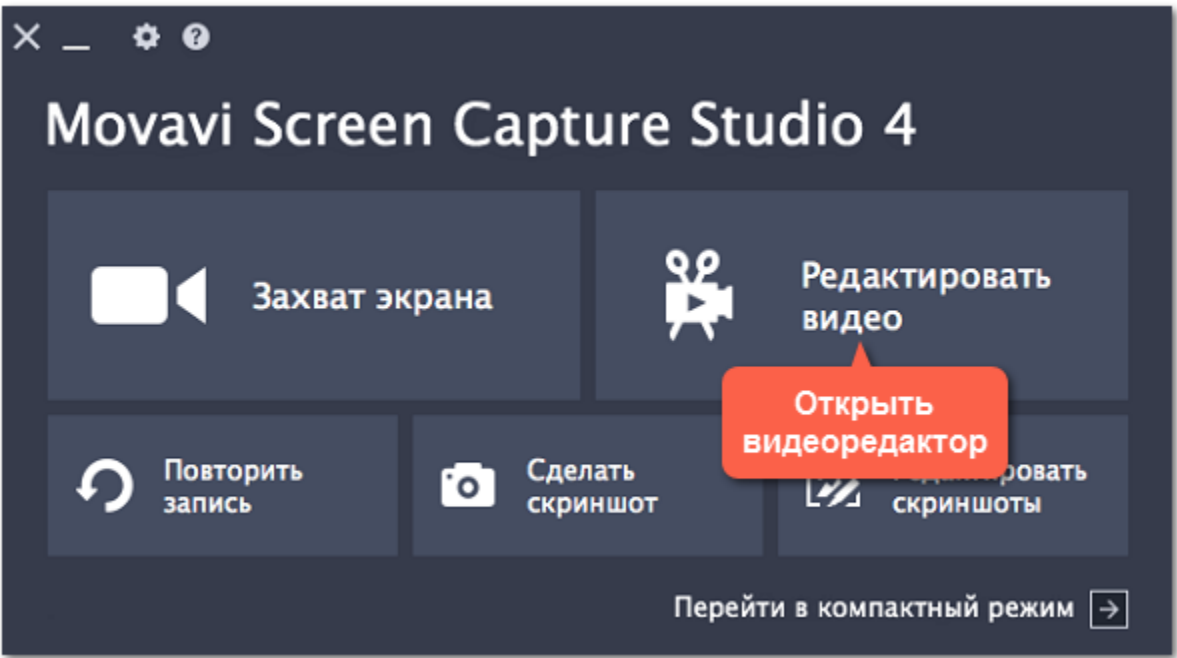 Movavi Screen Capture Studio 4
Захват экрана
Редактировать
видео
Открыть
видеоредактор
Повторить
запись
Сделать
скриншот
скриншоты
Перейти в компактный режим